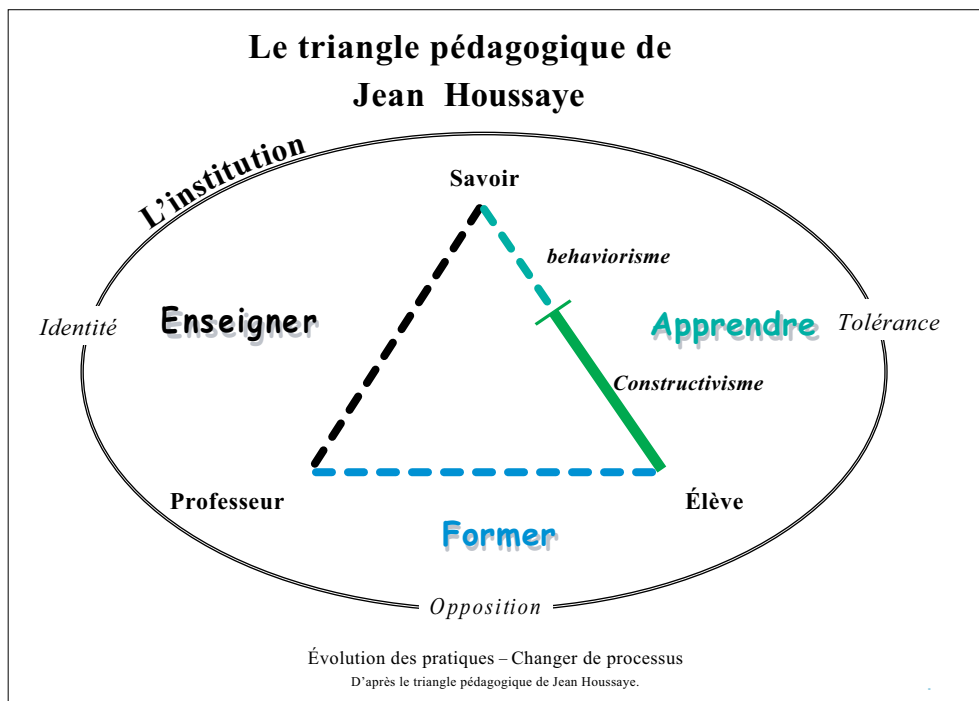 Le triangle pédagogique de
Jean Houssaye
L'institution
Savoir
behaviorisme
Identité
Enseigner
Apprendre
Tolérance
Constructivisme
Professeur
Élève
Former
Opposition
Évolution des pratiques – Changer de processus
D'après le triangle pédagogique de Jean Houssaye.